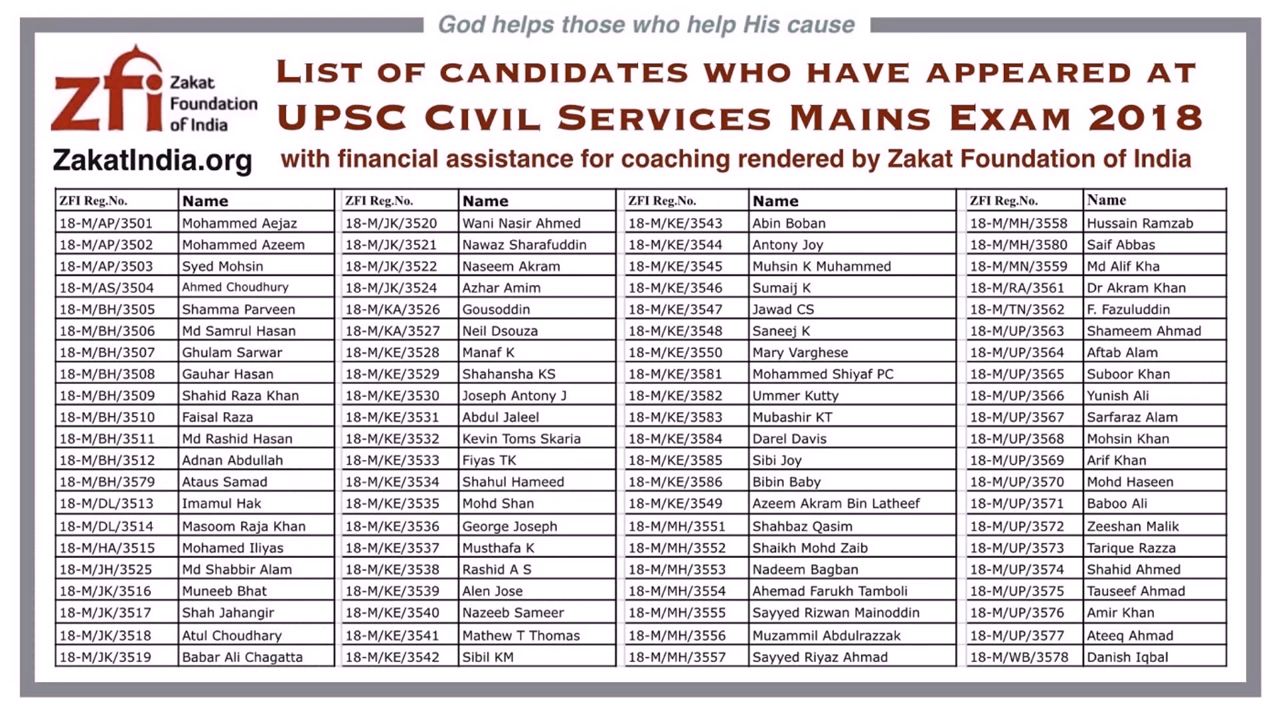 God helps those who help His cause
zfi Zakat
Foundation
of India
ZakatIndia.org
LIST OF CANDIDATES WHO HAVE APPEARED AT
UPSC CIVIL SERVICES MAINS EXAM 2018
with financial assistance for coaching rendered by Zakat Foundation of India
ZFI Reg.No. Name ZFI Reg.No. Name ZFI Reg.No. Name ZFI Reg.No. Name
18-M/AP/3501 Mohammed Aejaz 18-M/JK/3520 Wani Nasir Ahmed 18-M/KE/3543 Abin Boban 18-M/MH/3558 Hussain Ramzab
18-M/AP/3502 Mohammed Azeem 18-M/JK/3521 Nawaz Sharafuddin 18-M/KE/3544 Antony Joy 18-M/MH/3580 Saif Abbas
18-M/AP/3503 Syed Mohsin 18-M/JK/3522 Naseem Akram 18-M/KE/3545 Muhsin K Muhammed 18-M/MN/3559 Md Alif Kha
18-M/AS/3504 Ahmed Choudhury 18-M/JK/3524 Azhar Amim 18-M/KE/3546 Sumaij K 18-M/RA/3561 Dr Akram Khan
18-M/BH/3505 Shamma Parveen 18-M/KA/3526 Gousoddin 18-M/KE/3547 Jawad CS 18-M/TN/3562 F. Fazuluddin
18-M/BH/3506 Md Samrul Hasan 18-M/KA/3527 Neil Dsouza 18-M/KE/3548 Saneej K 18-M/UP/3563 Shameem Ahmad
18-M/BH/3507 Ghulam Sarwar 18-M/KE/3528 Manaf K 18-M/KE/3550 Mary Varghese 18-M/UP/3564 Aftab Alam
18-M/BH/3508 Gauhar Hasan 18-M/KE/3529 Shahansha KS 18-M/KE/3581 Mohammed Shiyaf PC 18-M/UP/3565 Suboor Khan
18-M/BH/3509 Shahid Raza Khan 18-M/KE/3530 Joseph Antony J 18-M/KE/3582 Ummer Kutty 18-M/UP/3566 Yunish Ali
18-M/BH/3510 Faisal Raza 18-M/KE/3531 Abdul Jaleel 18-M/KE/3583 Mubashir KT 18-M/UP/3567 Sarfaraz Alam
18-M/BH/3511 Md Rashid Hasan 18-M/KE/3532 Kevin Toms Skaria 18-M/KE/3584 Darel Davis 18-M/UP/3568 Mohsin Khan
18-M/BH/3512 Adnan Abdullah 18-M/KE/3533 Fiyas TK 18-M/KE/3585 Sibi Joy 18-M/UP/3569 Arif Khan
18-M/BH/3579 Ataus Samad 18-M/KE/3534 Shahul Hameed 18-M/KE/3586 Bibin Baby 18-M/UP/3570 Mohd Haseen
18-M/DL/3513 Imamul Hak 18-M/KE/3535 Mohd Shan 18-M/KE/3549 Azeem Akram Bin Latheef 18-M/UP/3571 Baboo Ali
18-M/DL/3514 Masoom Raja Khan 18-M/KE/3536 George Joseph 18-M/MH/3551 Shahbaz Qasim 18-M/UP/3572 Zeeshan Malik
18-M/HA/3515 Mohamed Iliyas 18-M/KE/3537 Musthafa K 18-M/MH/3552 Shaikh Mohd Zaib 18-M/UP/3573 Tarique Razza
18-M/JH/3525 Md Shabbir Alam 18-M/KE/3538 Rashid A S 18-M/MH/3553 Nadeem Bagban 18-M/UP/3574 Shahid Ahmed
18-M/JK/3516 Muneeb Bhat 18-M/KE/3539 Alen Jose 18-M/MH/3554 Ahemad Farukh Tamboli 18-M/UP/3575 Tauseef Ahmad
18-M/JK/3517 Shah Jahangir 18-M/KE/3540 Nazeeb Sameer 18-M/MH/3555 Sayyed Rizwan Mainoddin 18-M/UP/3576 Amir Khan
18-M/JK/3518 Atul Choudhary 18-M/KE/3541 Mathew T Thomas 18-M/MH/3556 Muzammil Abdulrazzak 18-M/UP/3577 Ateeq Ahmad
18-M/JK/3519 Babar Ali Chagatta 18-M/KE/3542 Sibil KM 18-M/MH/3557 Sayyed Riyaz Ahmad 18-M/WB/3578 Danish Iqbal